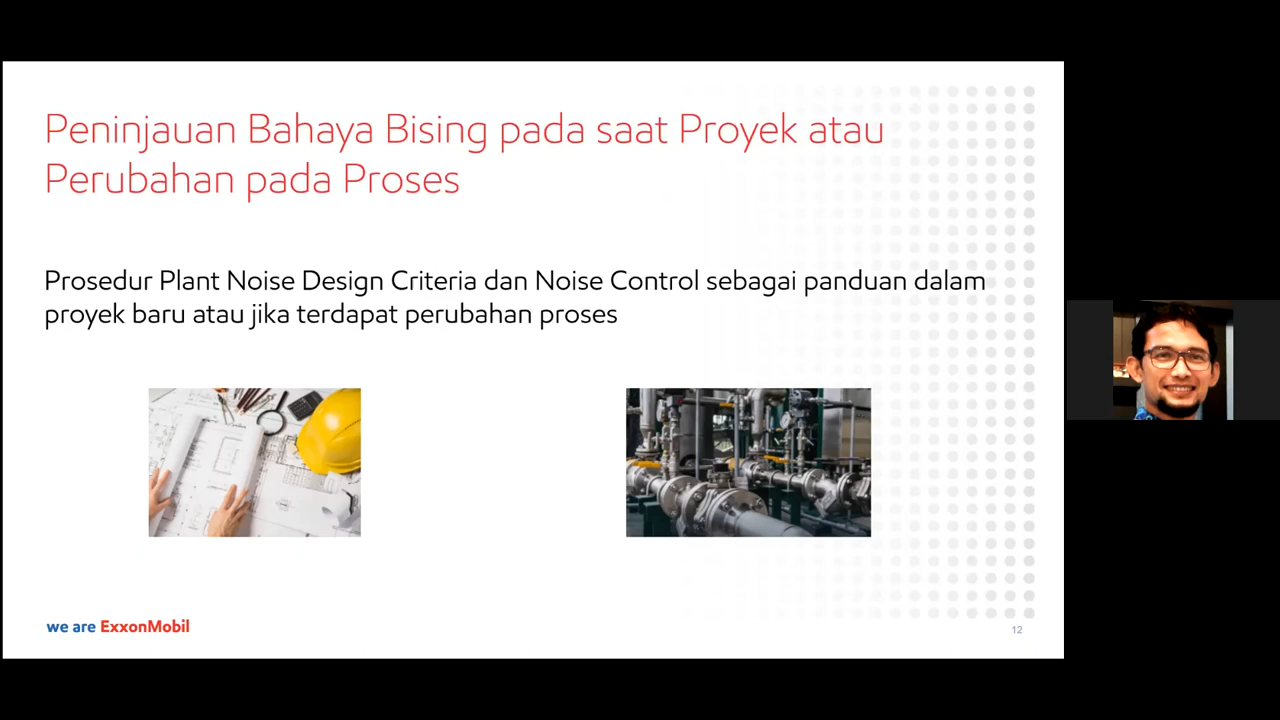 Peninjauan Bahaya Bising pada saat Proyek atau
Perubahan pada Proses
Prosedur Plant Noise Design Criteria dan Noise Control sebagai panduan dalam
proyek baru atau jika terdapat perubahan proses
we are ExxonMobil
12